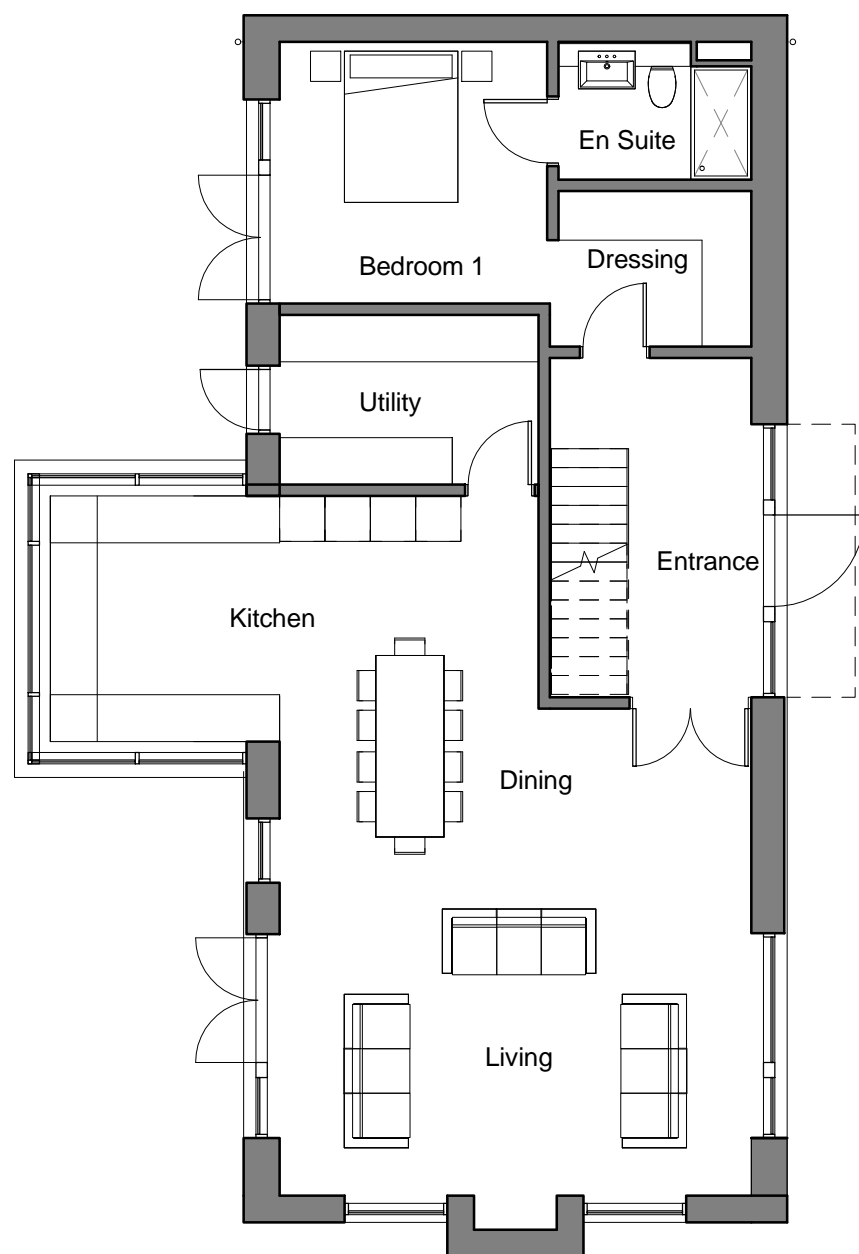 En Suite
Bedroom 1
Dressing
Utility
Entrance
Kitchen
Dining
Living